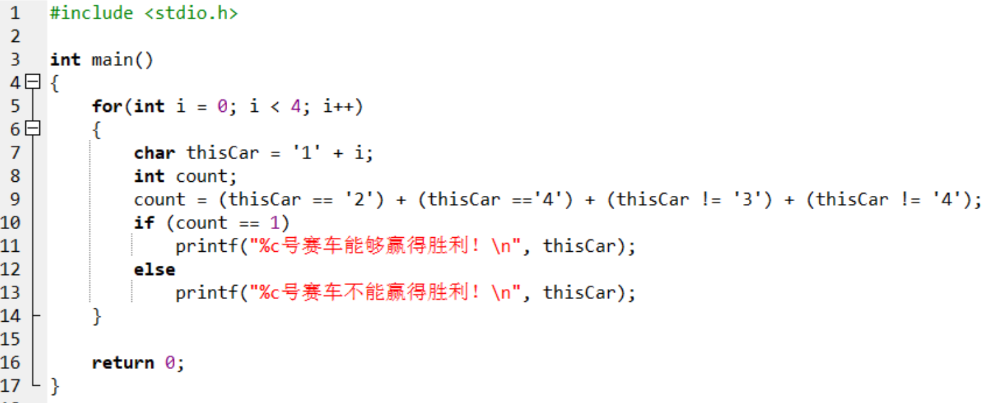 1 #include <stdio.h>
2
3 int main()
4 {
5 for(int i = 0; i < 4; i++)
6 {
7 char thisCar = '1' + i;
8 int count;
9 count = (thisCar == '2') + (thisCar =='4') + (thisCar != '3') + (thisCar != '4');
10 if (count == 1)
11 printf("%c号赛车能够赢得胜利！\n", thisCar);
12 else
13 printf("%c号赛车不能赢得胜利！\n", thisCar);
14 }
15
16 return 0;
17 }